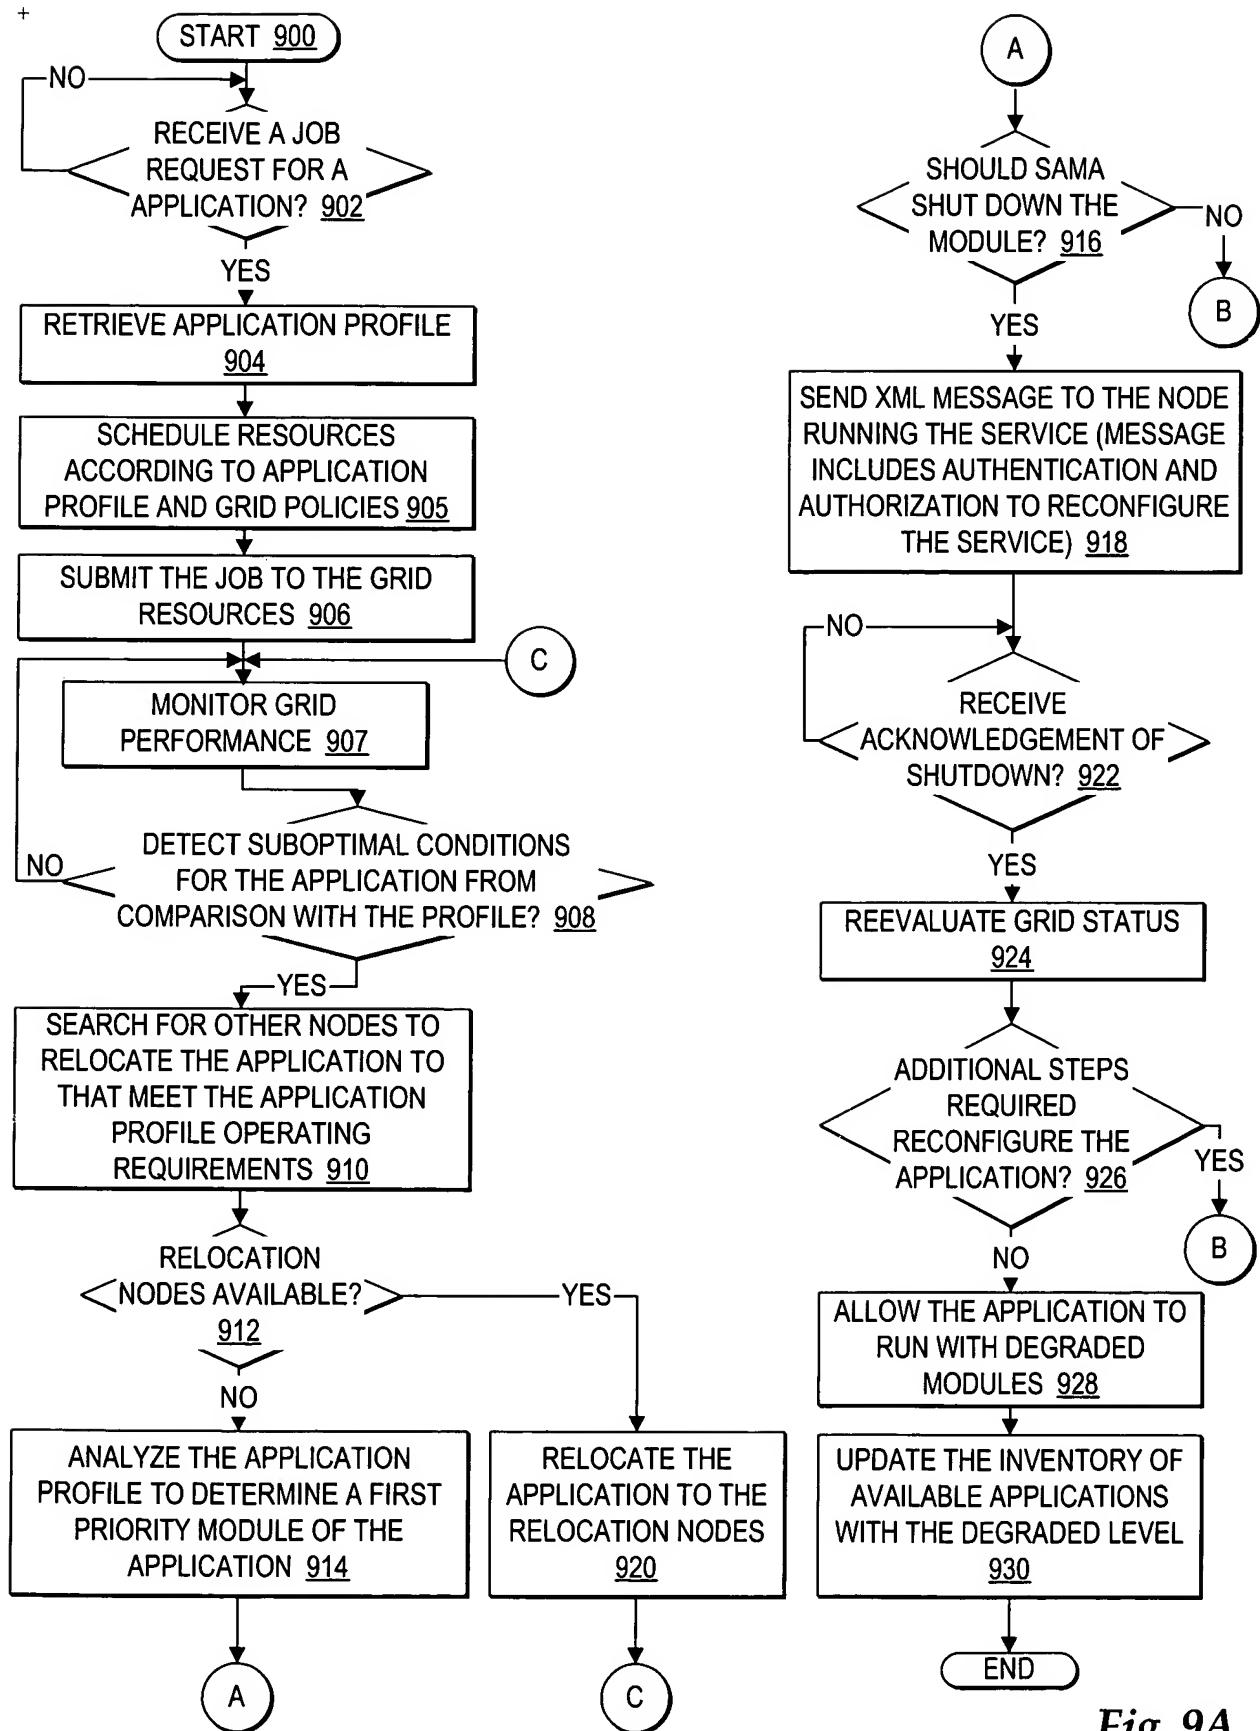 +
START 900
NO
RECEIVE A JOB
REQUEST FOR A
APPLICATION? 902
YES
RETRIEVE APPLICATION PROFILE
904
SCHEDULE RESOURCES
ACCORDING TO APPLICATION
PROFILE AND GRID POLICIES 905
SUBMIT THE JOB TO THE GRID
RESOURCES 906
C
MONITOR GRID
PERFORMANCE 907
DETECT SUBOPTIMAL CONDITIONS
NO
FOR THE APPLICATION FROM
COMPARISON WITH THE PROFILE? 908
YES
SEARCH FOR OTHER NODES TO
RELOCATE THE APPLICATION TO
THAT MEET THE APPLICATION
PROFILE OPERATING
REQUIREMENTS 910
RELOCATION
NODES AVAILABLE?
912
YES
NO
ANALYZE THE APPLICATION
PROFILE TO DETERMINE A FIRST
PRIORITY MODULE OF THE
APPLICATION 914
RELOCATE THE
APPLICATION TO THE
RELOCATION NODES
920
A
C
A
SHOULD SAMA
SHUT DOWN THE
MODULE? 916
NO
B
YES
SEND XML MESSAGE TO THE NODE
RUNNING THE SERVICE (MESSAGE
INCLUDES AUTHENTICATION AND
AUTHORIZATION TO RECONFIGURE
THE SERVICE) 918
NO
RECEIVE
ACKNOWLEDGEMENT OF
SHUTDOWN? 922
YES
REEVALUATE GRID STATUS
924
ADDITIONAL STEPS
REQUIRED
RECONFIGURE THE
APPLICATION? 926
YES
B
NO
ALLOW THE APPLICATION TO
RUN WITH DEGRADED
MODULES 928
UPDATE THE INVENTORY OF
AVAILABLE APPLICATIONS
WITH THE DEGRADED LEVEL
930
END
Fig. 9A